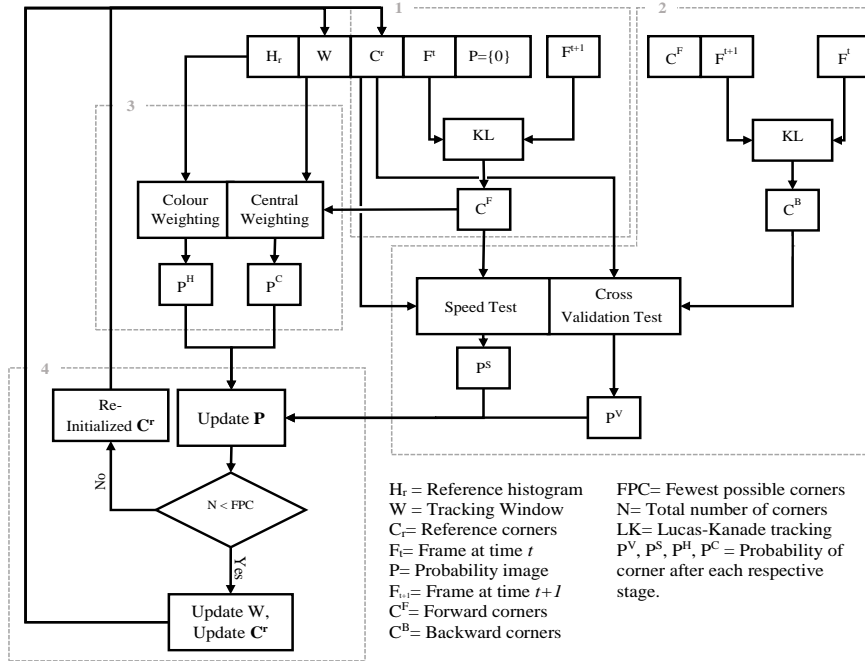 1
2
Hr
W
Cr
Ft
P={0}
Ft+1
CF
Ft+1
Ft
3
KL
KL
Colour Weighting
Central Weighting
CF
CB
PH
PC
Speed Test
Cross Validation Test
4
PS
Re-Initialized Cr
Update P
PV
No
N < FPC
Yes
Update W, Update Cr
Hr = Reference histogram
W = Tracking Window
Cr= Reference corners
Ft= Frame at time t
P= Probability image
Ft+1= Frame at time t+1
CF= Forward corners
CB= Backward corners
FPC= Fewest possible corners
N= Total number of corners
LK= Lucas-Kanade tracking
PV, PS, PH, PC = Probability of
corner after each respective
stage.